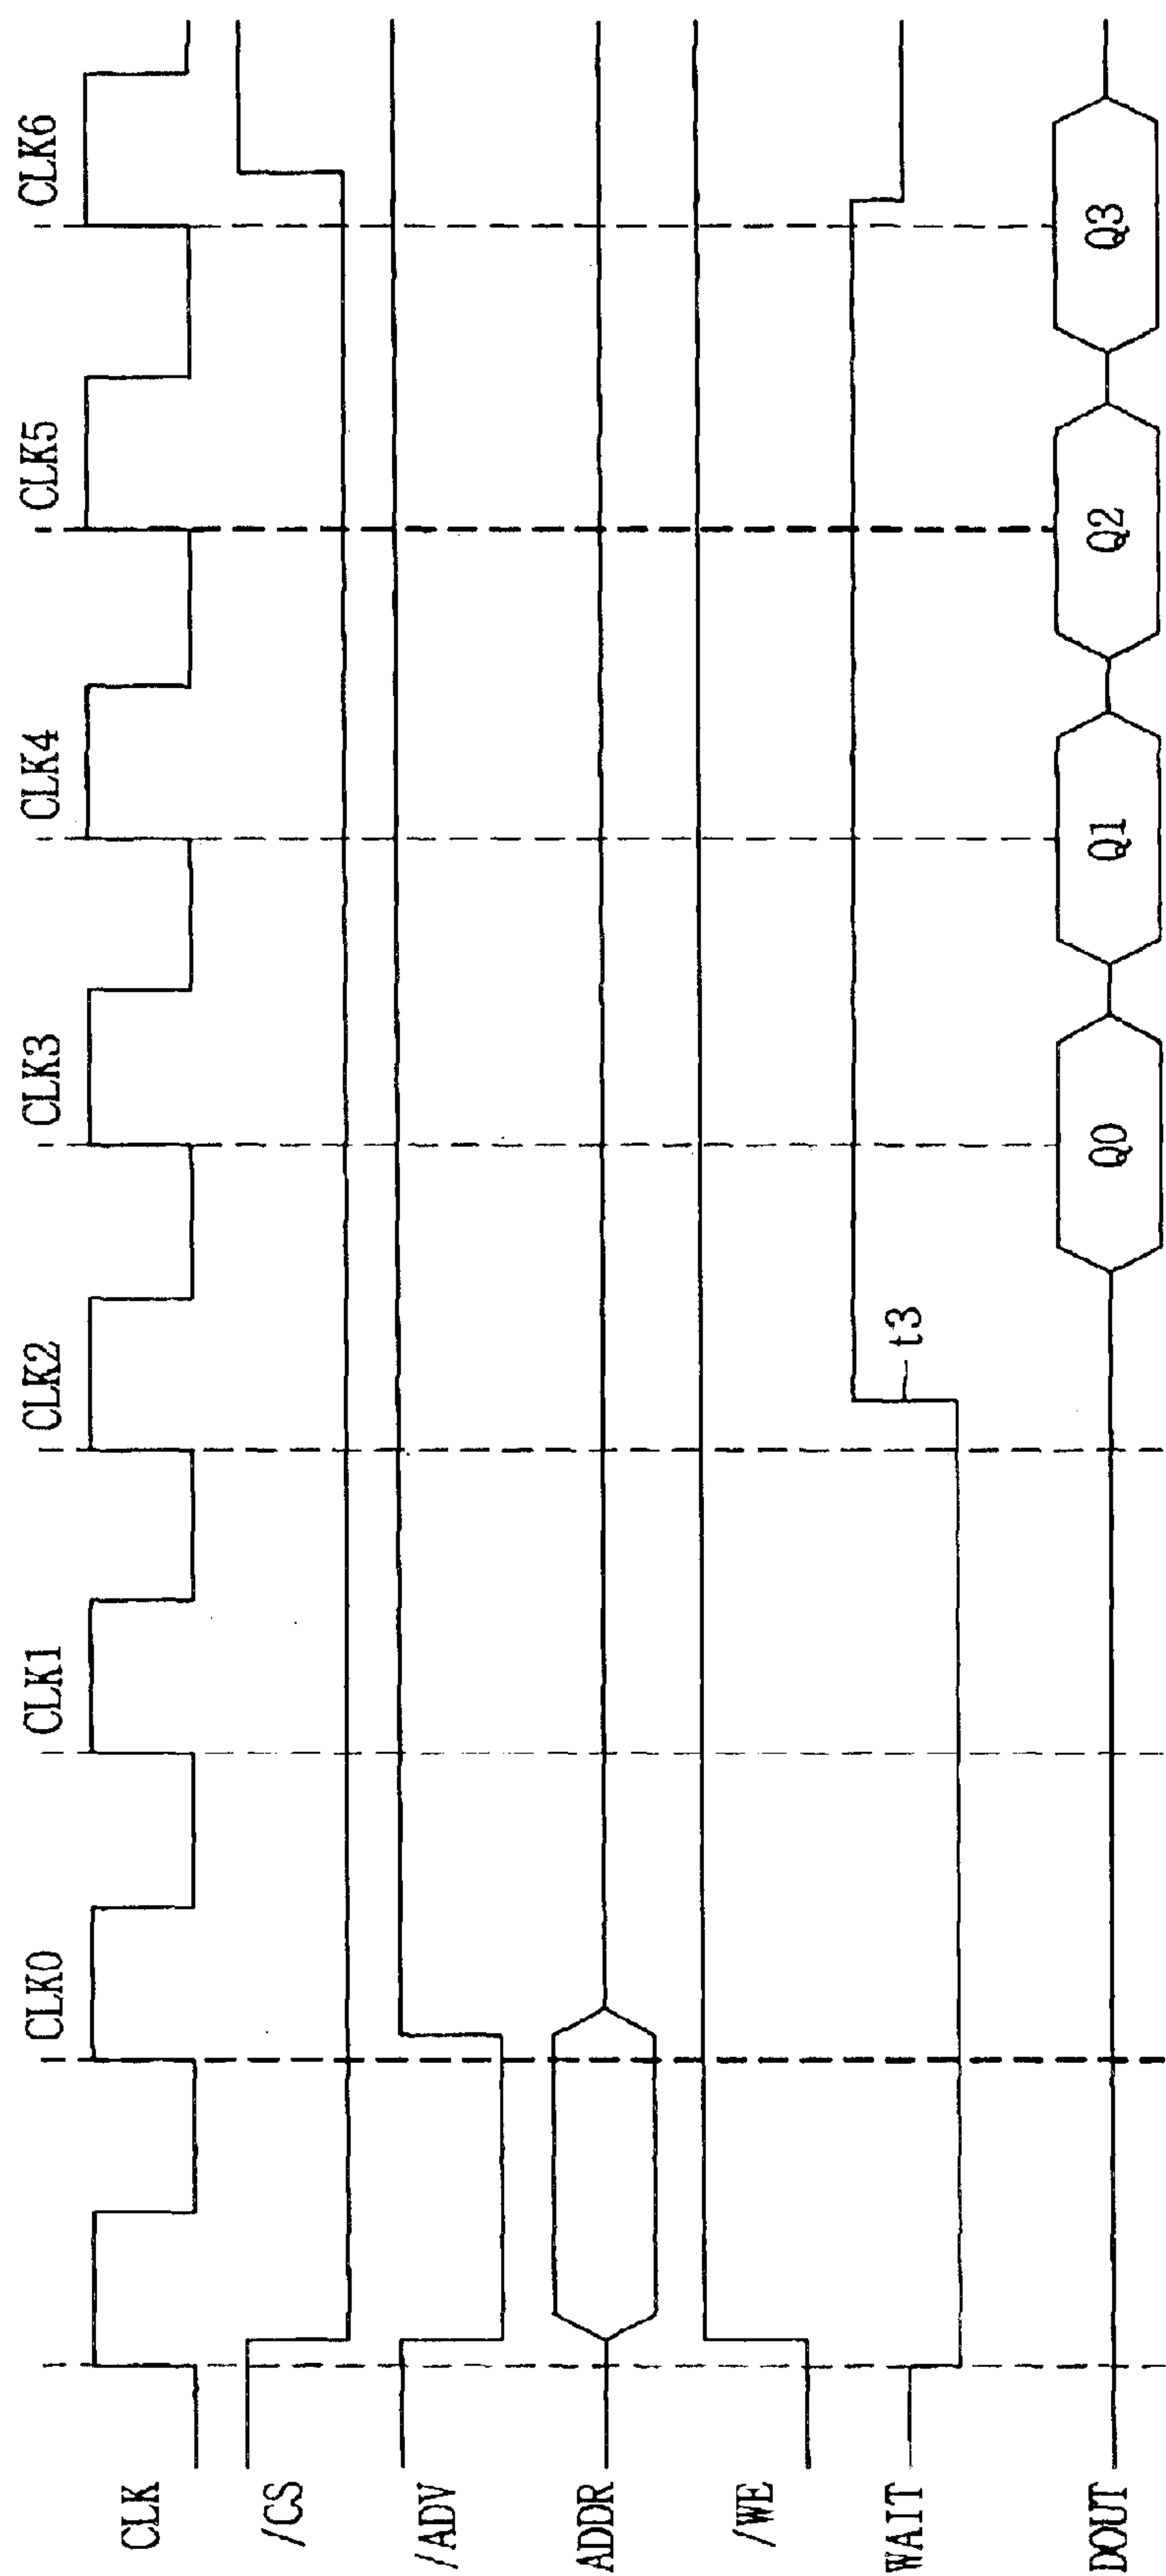 CLK0 CLK1 CLK2 CLK3 CLK4 CLK5 CLK6
CLK
/CS
/ADV
ADDR
/WE
WAIT
t3
DOUT
Q0 Q1 Q2 Q3